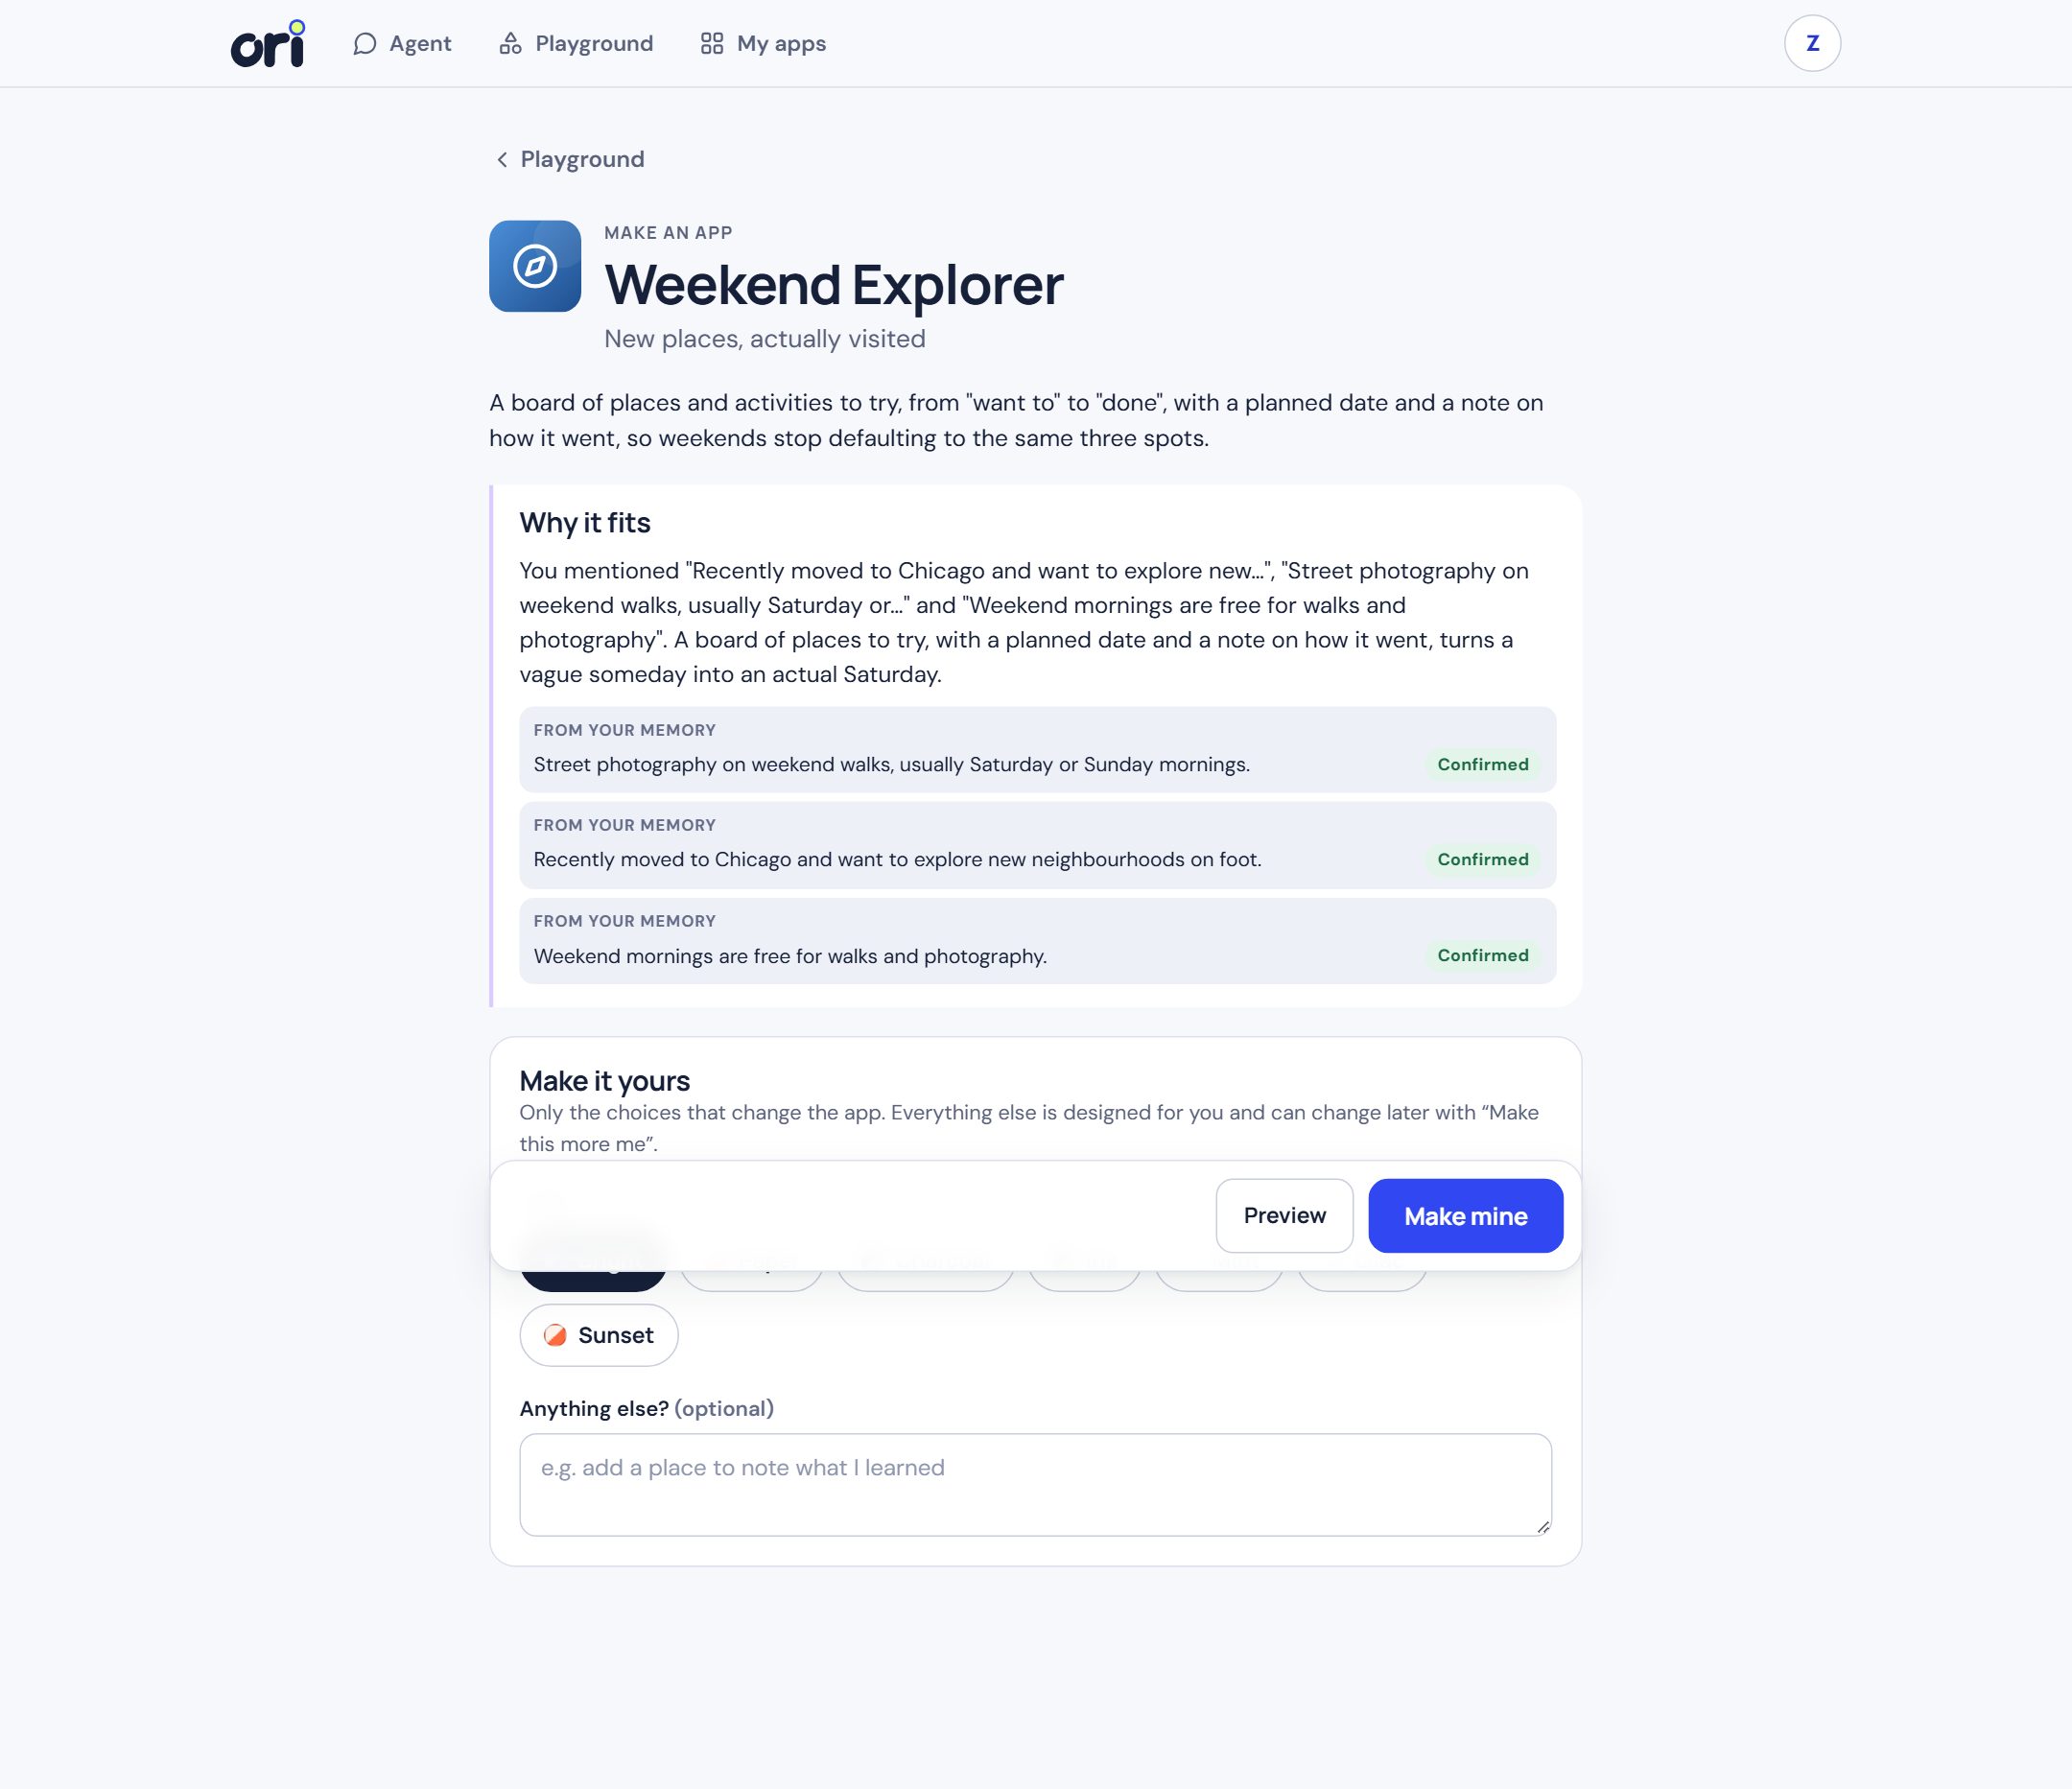 ori
Agent
Playground
My apps
Z
Playground
MAKE AN APP
Weekend Explorer
New places, actually visited
A board of places and activities to try, from "want to" to "done", with a planned date and a note on
how it went, so weekends stop defaulting to the same three spots.
Why it fits
You mentioned "Recently moved to Chicago and want to explore new…", "Street photography on
weekend walks, usually Saturday or…" and "Weekend mornings are free for walks and
photography". A board of places to try, with a planned date and a note on how it went, turns a
vague someday into an actual Saturday.
FROM YOUR MEMORY
Street photography on weekend walks, usually Saturday or Sunday mornings.
Confirmed
FROM YOUR MEMORY
Recently moved to Chicago and want to explore new neighbourhoods on foot.
Confirmed
FROM YOUR MEMORY
Weekend mornings are free for walks and photography.
Confirmed
Make it yours
Only the choices that change the app. Everything else is designed for you and can change later with “Make
this more me”.
Preview
Make mine
Sunset
Anything else? (optional)
e.g. add a place to note what I learned